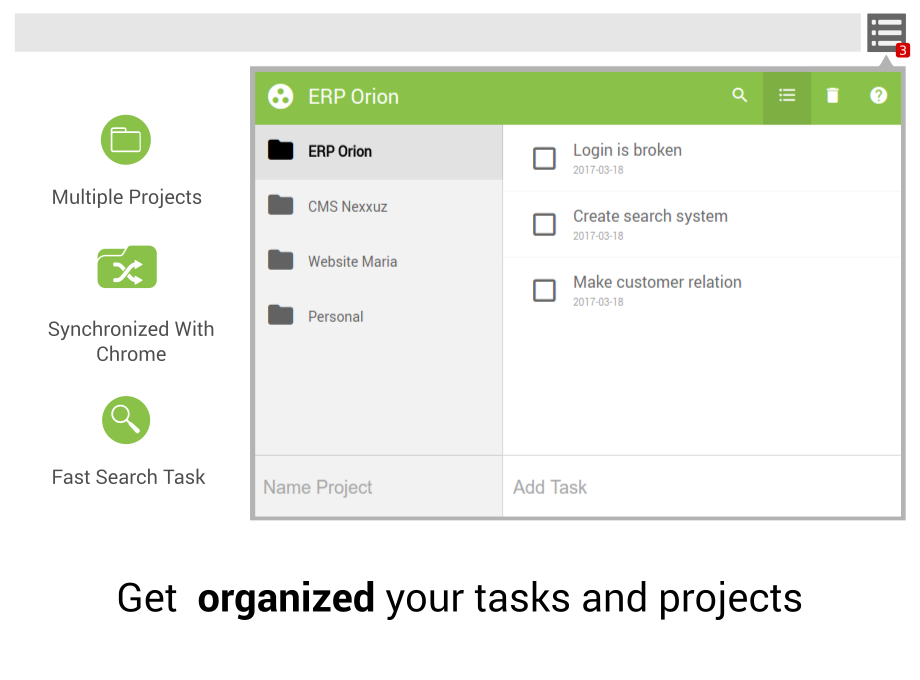 3
ERP Orion
Multiple Projects
Synchronized With
Chrome
Fast Search Task
ERP Orion
CMS Nexxuz
Website Maria
Personal
Name Project
Login is broken
2017-03-18
Create search system
2017-03-18
Make customer relation
2017-03-18
Add Task
Get organized your tasks and projects